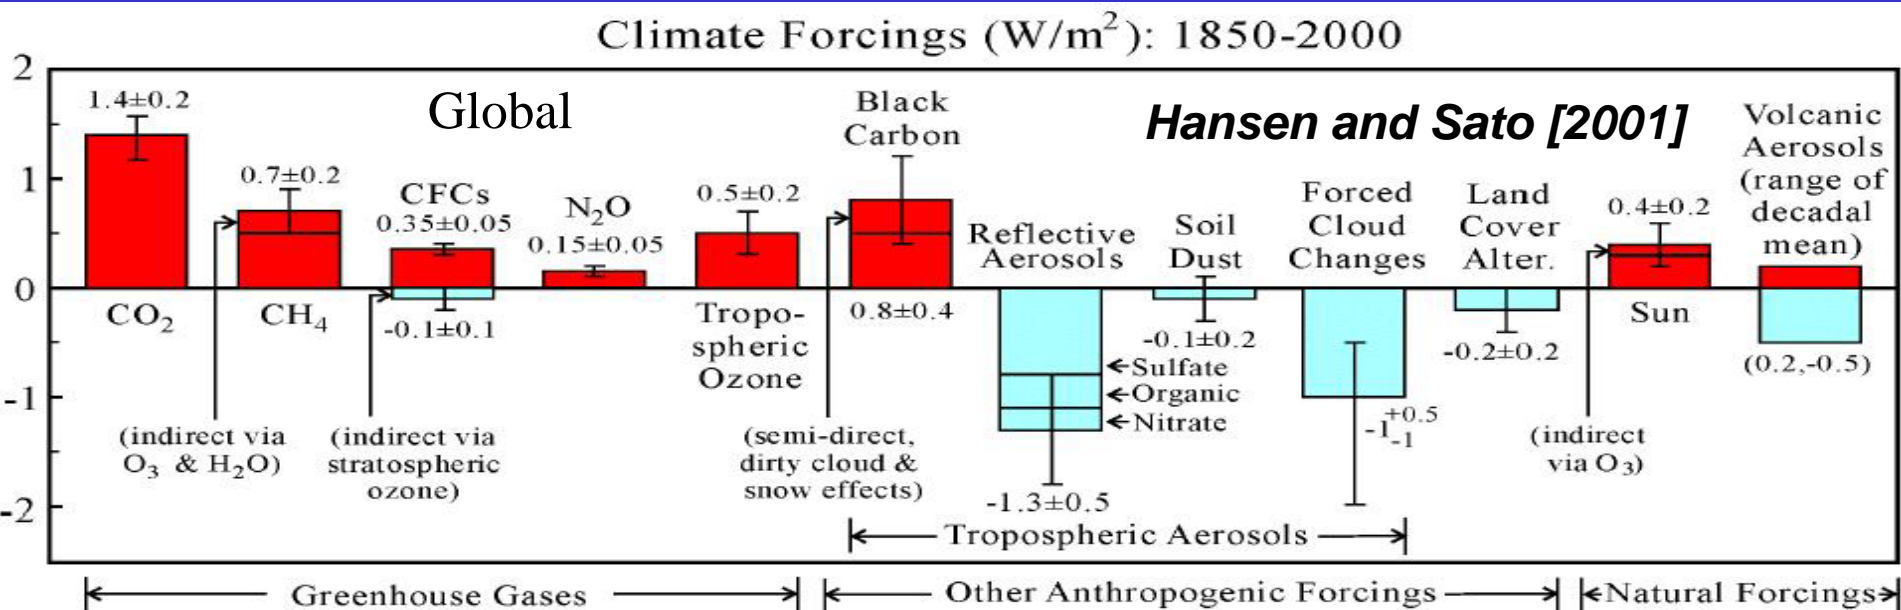 Climate Forcings (W/m²): 1850-2000
2
1
0
-1
-2
Global
Hansen and Sato [2001]
1.4±0.2
CO₂
0.7±0.2
CH₄
(indirect via
O₃ & H₂O)
CFCs
0.35±0.05
-0.1±0.1
(indirect via
stratospheric
ozone)
N₂O
0.15±0.05
0.5±0.2
Tropo-
spheric
Ozone
Black
Carbon
0.8±0.4
(semi-direct,
dirty cloud &
snow effects)
Reflective
Aerosols
←Sulfate
←Organic
←Nitrate
-1.3±0.5
Soil
Dust
-0.1±0.2
Forced
Cloud
Changes
-1 +0.5 -1
Land
Cover
Alter.
-0.2±0.2
0.4±0.2
Sun
(indirect
via O₃)
Volcanic
Aerosols
(range of
decadal
mean)
(0.2,-0.5)
Tropospheric Aerosols
Greenhouse Gases
Other Anthropogenic Forcings
Natural Forcings